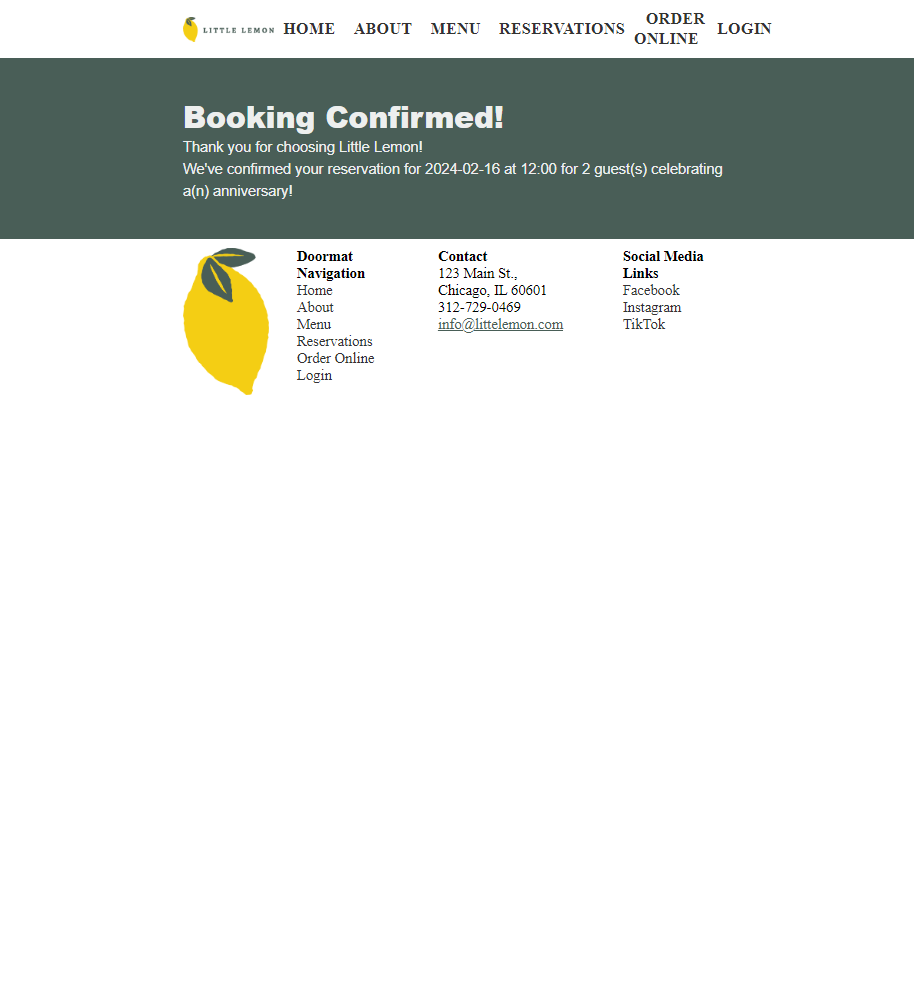 LITTLE LEMON
HOME ABOUT MENU RESERVATIONS ORDER ONLINE LOGIN
Booking Confirmed!
Thank you for choosing Little Lemon!
We've confirmed your reservation for 2024-02-16 at 12:00 for 2 guest(s) celebrating
a(n) anniversary!
Doormat
Navigation
Home
About
Menu
Reservations
Order Online
Login
Contact
123 Main St.,
Chicago, IL 60601
312-729-0469
info@littelemon.com
Social Media
Links
Facebook
Instagram
TikTok